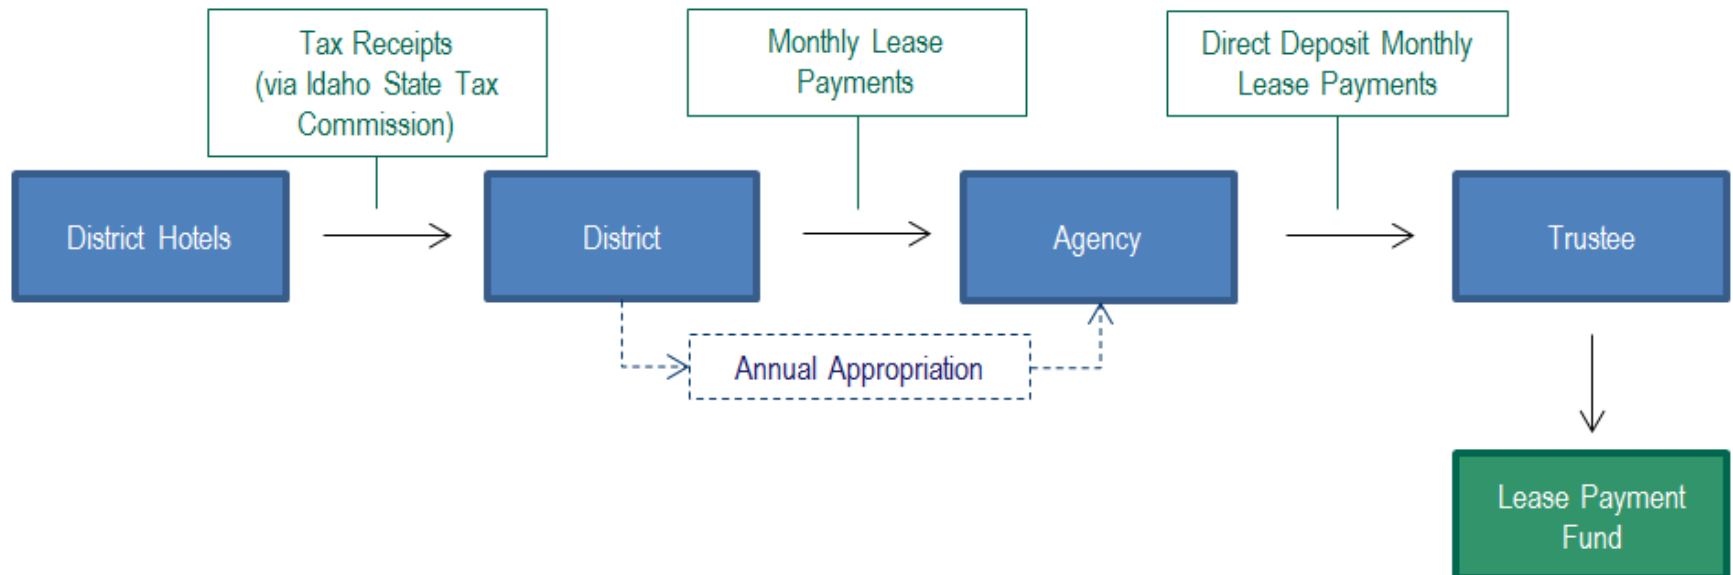 Tax Receipts
(via Idaho State Tax
Commission)
Monthly Lease
Payments
Direct Deposit Monthly
Lease Payments
District Hotels
District
Agency
Trustee
Annual Appropriation
Lease Payment
Fund